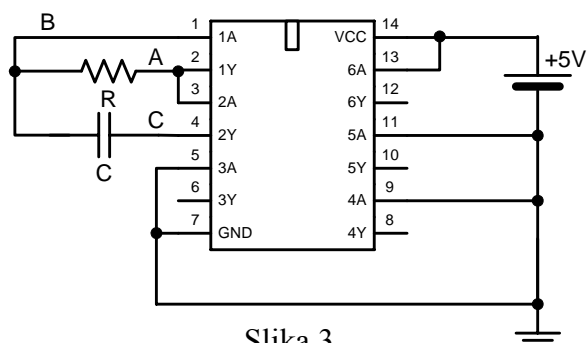 B 1 1A VCC 14
A 2 1Y 6A 13 +5V
R 3 2A 6Y 12
C 4 2Y 5A 11
C 5 3A 5Y 10
6 3Y 4A 9
7 GND 4Y 8
Slika 3